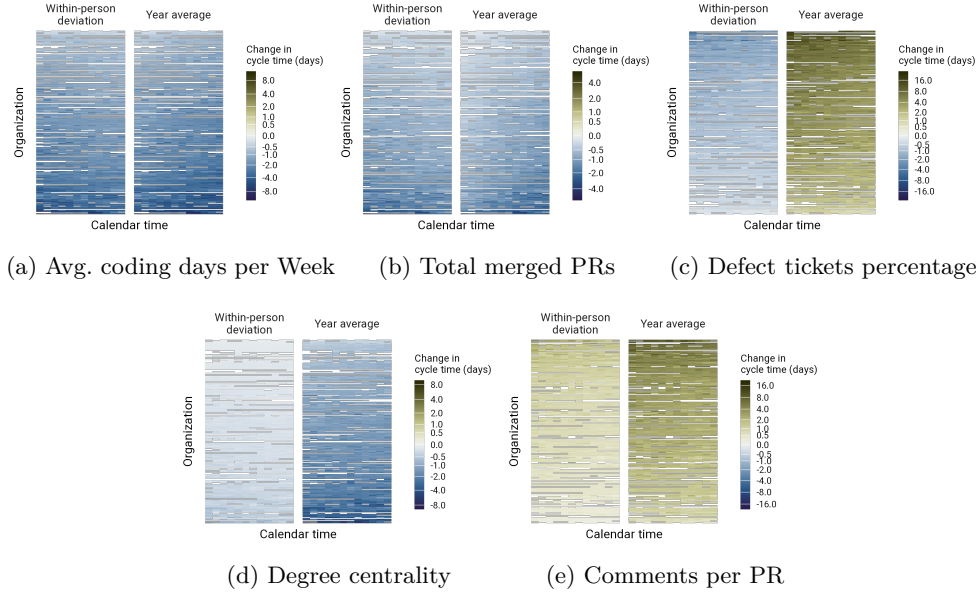 Within-person
deviation
Year average
Change in
cycle time (days)
8.0
4.0
2.0
1.0
0.5
0.0
-0.5
-1.0
-2.0
-4.0
-8.0
Organization
Calendar time
(a) Avg. coding days per Week
Within-person
deviation
Year average
Change in
cycle time (days)
4.0
2.0
1.0
0.5
0.0
-0.5
-1.0
-2.0
-4.0
Organization
Calendar time
(b) Total merged PRs
Within-person
deviation
Year average
Change in
cycle time (days)
16.0
8.0
4.0
2.0
1.0
0.5
0.0
-0.5
-1.0
-2.0
-4.0
-8.0
-16.0
Organization
Calendar time
(c) Defect tickets percentage
Within-person
deviation
Year average
Change in
cycle time (days)
8.0
4.0
2.0
1.0
0.5
0.0
-0.5
-1.0
-2.0
-4.0
-8.0
Organization
Calendar time
(d) Degree centrality
Within-person
deviation
Year average
Change in
cycle time (days)
16.0
8.0
4.0
2.0
1.0
0.5
0.0
-0.5
-1.0
-2.0
-4.0
-8.0
-16.0
Organization
Calendar time
(e) Comments per PR